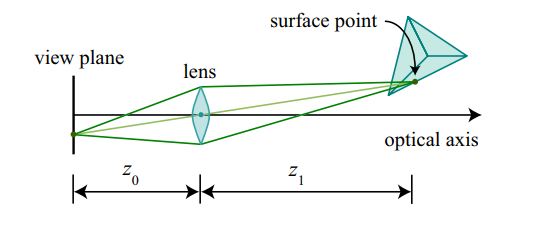 surface point
view plane
lens
optical axis
z0
z1